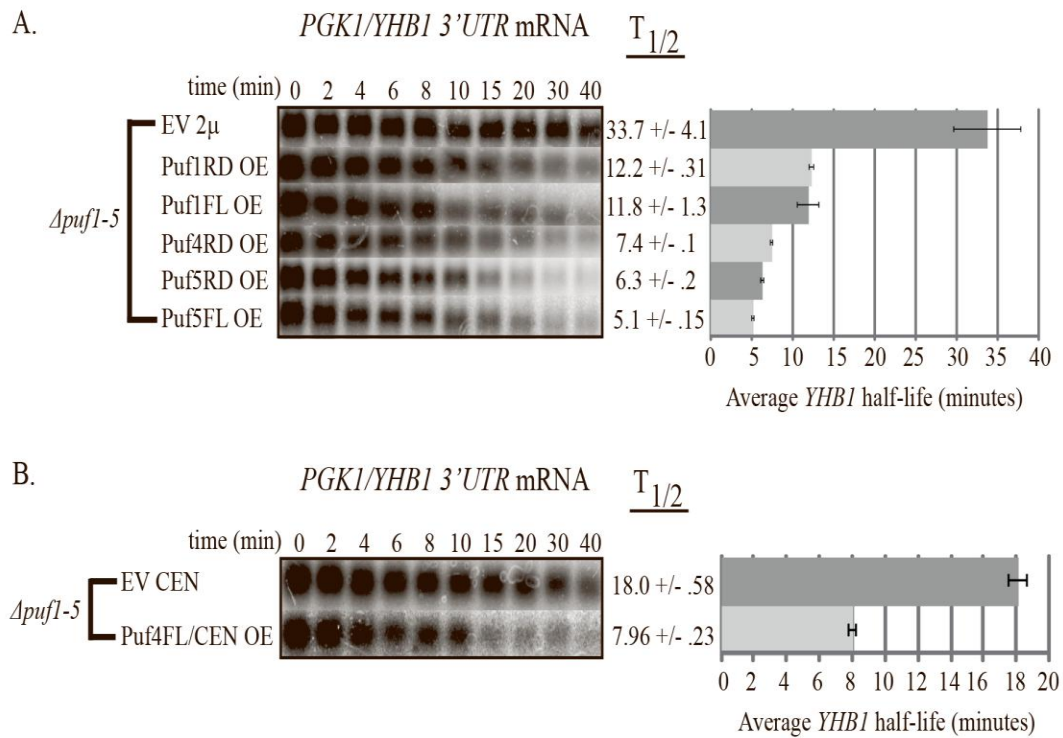 A.
PGK1/YHB1 3'UTR mRNA
T1/2
time (min) 0 2 4 6 8 10 15 20 30 40
Δpuf1-5
EV 2µ 33.7 +/- 4.1
Puf1RD OE 12.2 +/- .31
Puf1FL OE 11.8 +/- 1.3
Puf4RD OE 7.4 +/- .1
Puf5RD OE 6.3 +/- .2
Puf5FL OE 5.1 +/- .15
0 5 10 15 20 25 30 35 40
Average YHB1 half-life (minutes)
B.
PGK1/YHB1 3'UTR mRNA
T1/2
time (min) 0 2 4 6 8 10 15 20 30 40
Δpuf1-5
EV CEN 18.0 +/- .58
Puf4FL/CEN OE 7.96 +/- .23
0 2 4 6 8 10 12 14 16 18 20
Average YHB1 half-life (minutes)